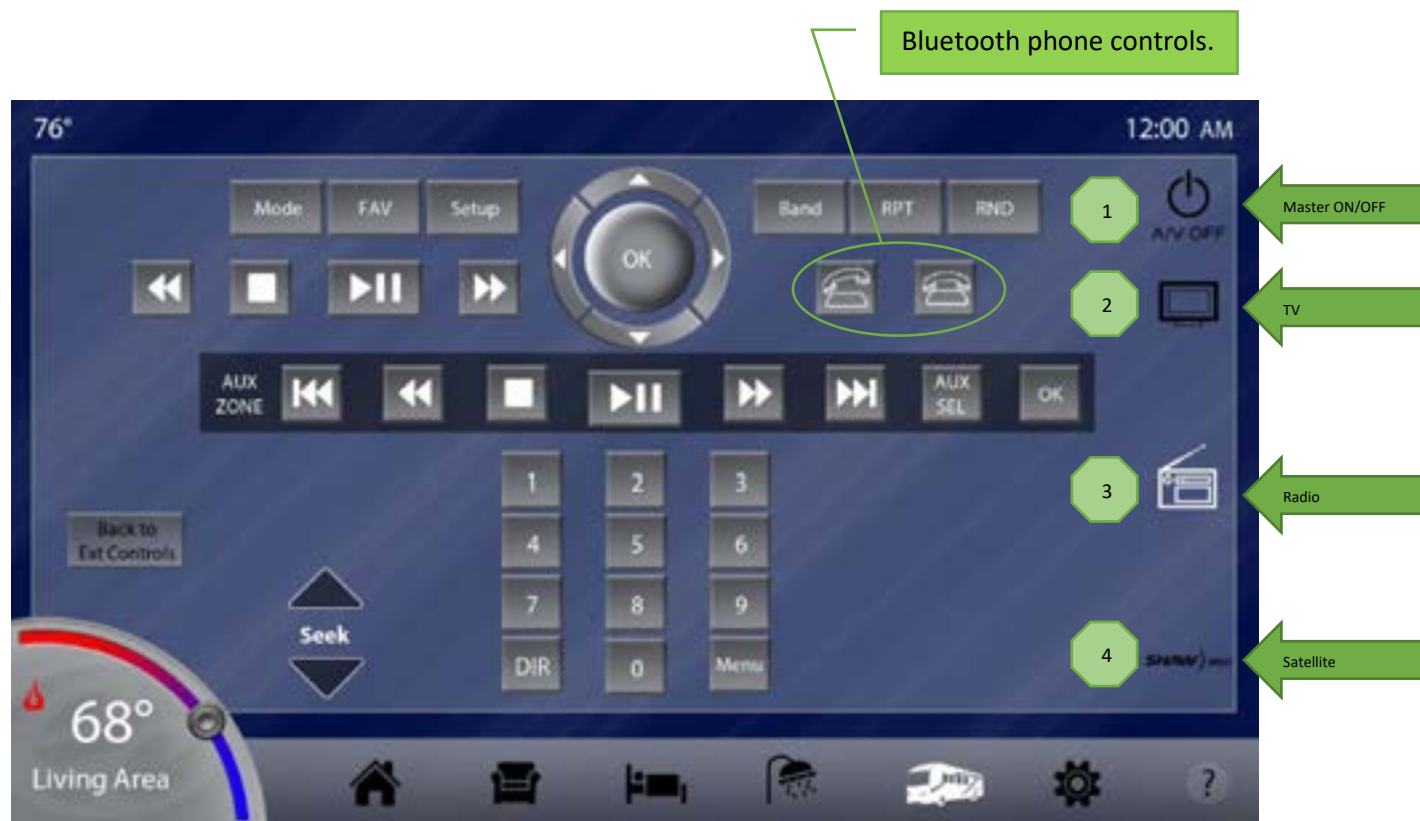 Bluetooth phone controls.
76°
12:00 AM
Mode
FAV
Setup
OK
Band
RPT
RND
1
A/V OFF
Master ON/OFF
2
TV
AUX
ZONE
AUX
SEL
OK
1
2
3
3
Radio
Back to
Ext Controls
4
5
6
7
8
9
Seek
DIR
0
Menu
4
SHAW)
Satellite
68°
Living Area
?